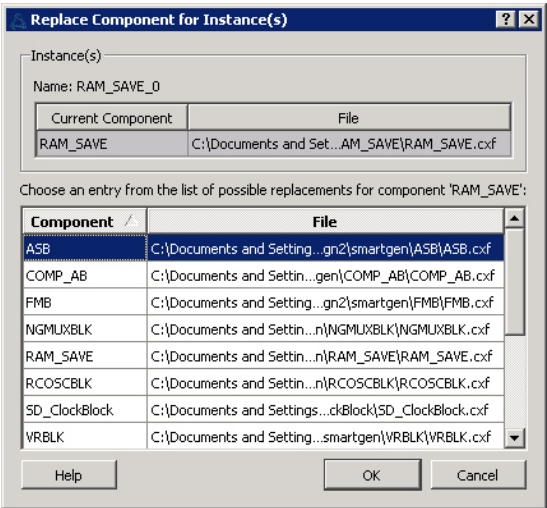 Replace Component for Instance(s)
Instance(s)
Name: RAM_SAVE_0
Current Component File
RAM_SAVE C:\Documents and Set...AM_SAVE\RAM_SAVE.cxf
Choose an entry from the list of possible replacements for component 'RAM_SAVE':
Component File
ASB C:\Documents and Setting...gn2\smartgen\ASB\ASB.cxf
COMP_AB C:\Documents and Settin...gen\COMP_AB\COMP_AB.cxf
FMB C:\Documents and Setting...gn2\smartgen\FMB\FMB.cxf
NGMUXBLK C:\Documents and Settin...n\NGMUXBLK\NGMUXBLK.cxf
RAM_SAVE C:\Documents and Settin...n\RAM_SAVE\RAM_SAVE.cxf
RCOSCBLK C:\Documents and Settin...n\RCOSCBLK\RCOSCBLK.cxf
SD_ClockBlock C:\Documents and Settings...ckBlock\SD_ClockBlock.cxf
VRBLK C:\Documents and Setting...smartgen\VRBLK\VRBLK.cxf
Help OK Cancel